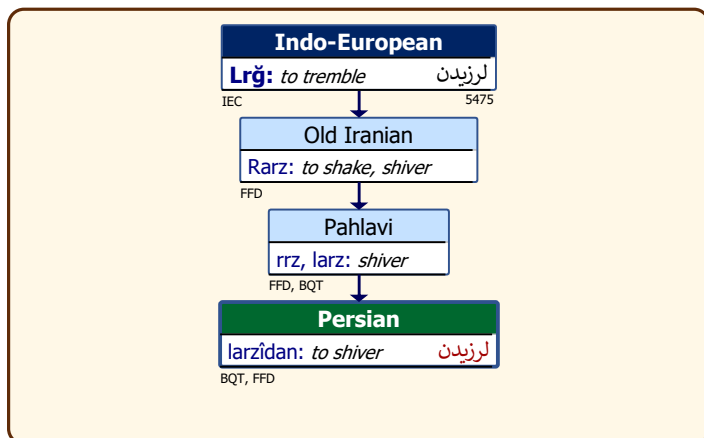 Indo-European
Lrğ: to tremble لرزیدن
IEC 5475
Old Iranian
Rarz: to shake, shiver
FFD
Pahlavi
rrz, larz: shiver
FFD, BQT
Persian
larzîdan: to shiver لرزیدن
BQT, FFD